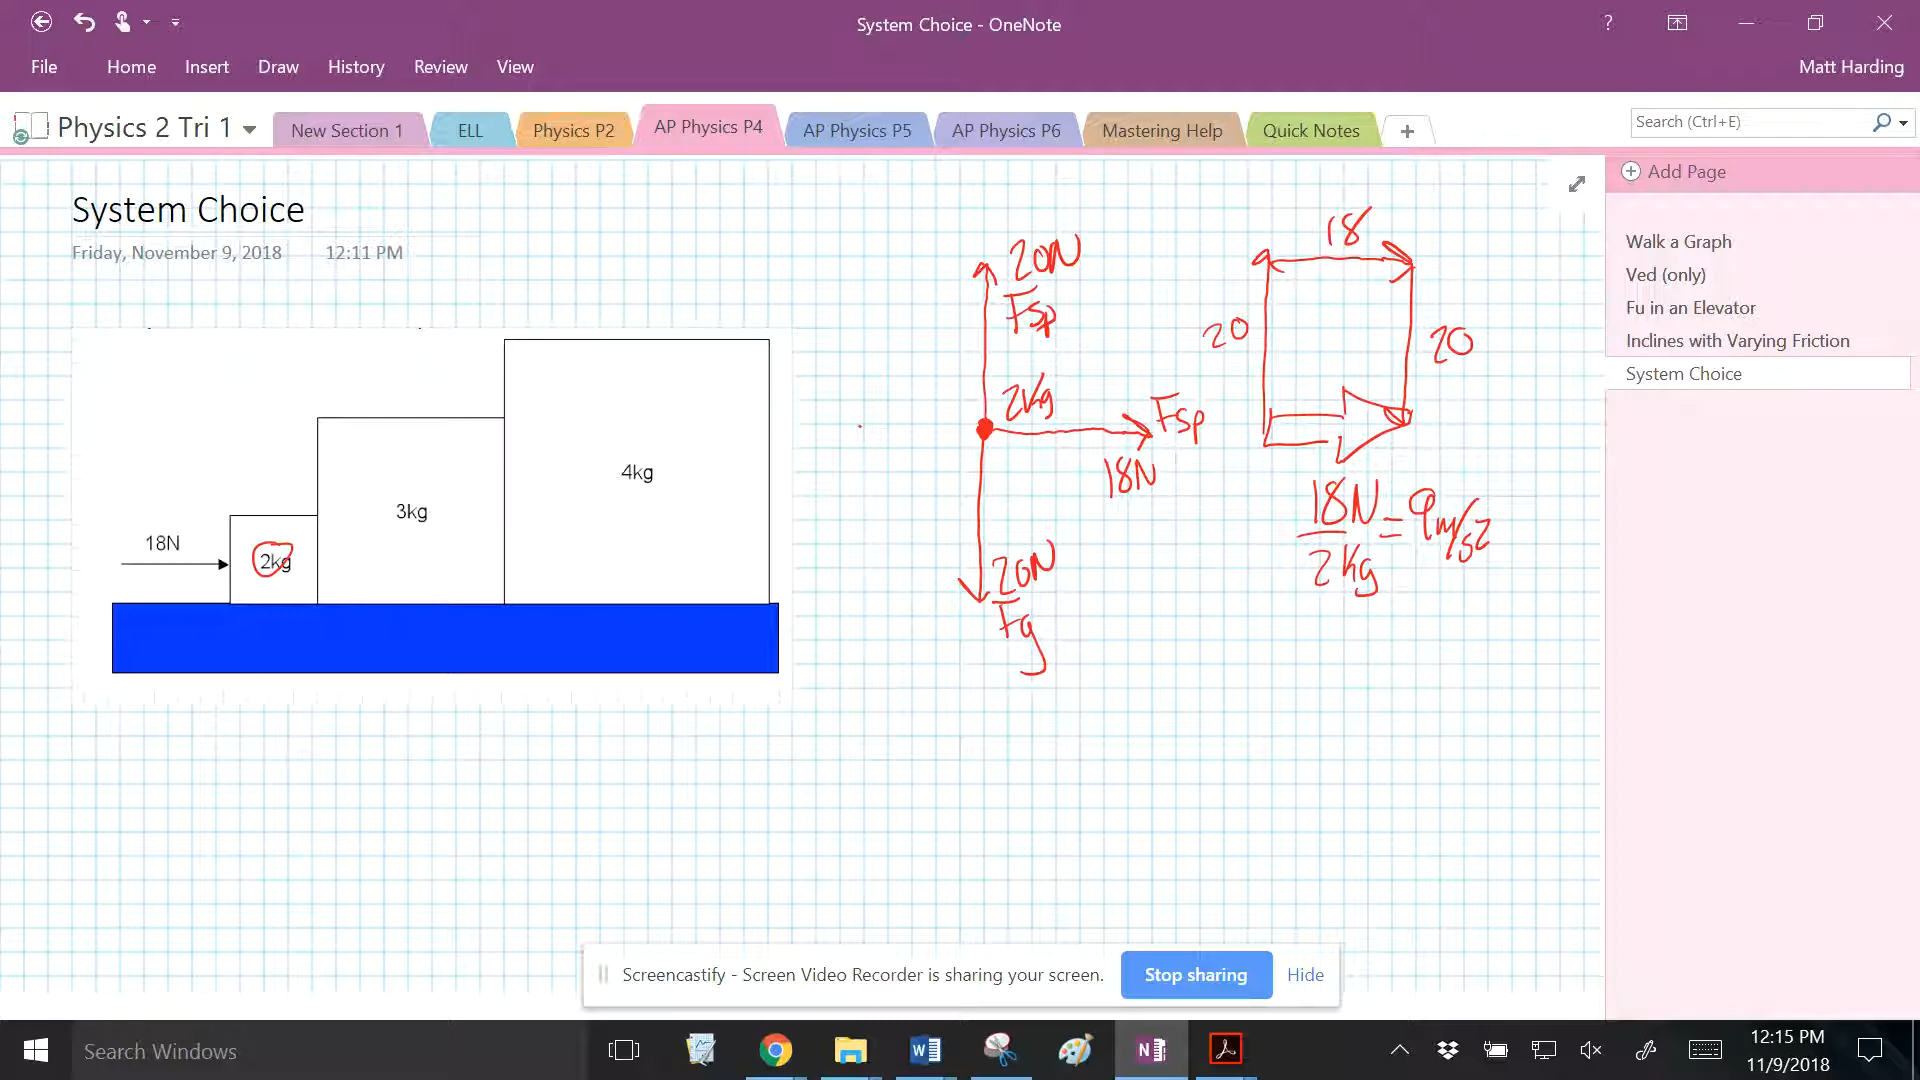 System Choice - OneNote
?
File Home Insert Draw History Review View
Matt Harding
Physics 2 Tri 1
New Section 1
ELL
Physics P2
AP Physics P4
AP Physics P5
AP Physics P6
Mastering Help
Quick Notes
+
Search (Ctrl+E)
Add Page
Walk a Graph
Ved (only)
Fu in an Elevator
Inclines with Varying Friction
System Choice
System Choice
Friday, November 9, 2018 12:11 PM
18N
2kg
3kg
4kg
20N
Fsp
2kg
Fsp
18N
20N
Fg
18
20
20
18N
2kg
= 9m/s2
Screencastify - Screen Video Recorder is sharing your screen.
Stop sharing
Hide
Search Windows
12:15 PM
11/9/2018